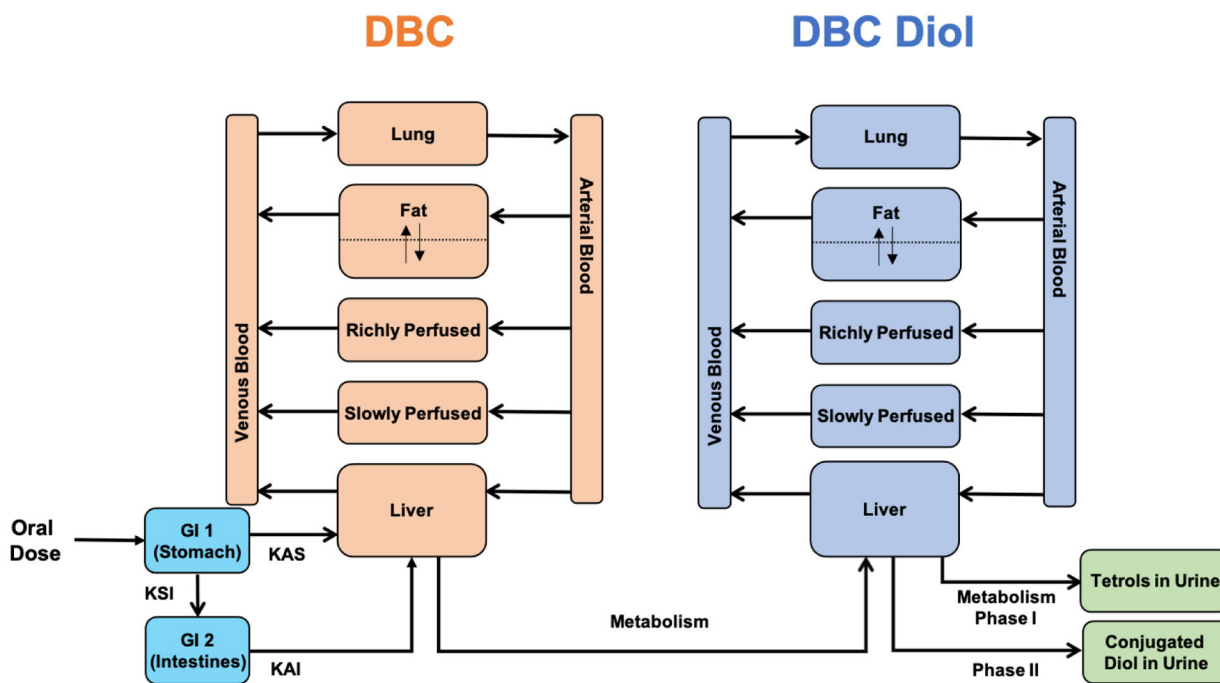 DBC
DBC Diol
Lung
Fat
Richly Perfused
Slowly Perfused
Liver
Venous Blood
Arterial Blood
Lung
Fat
Richly Perfused
Slowly Perfused
Liver
Venous Blood
Arterial Blood
Oral
Dose
GI 1
(Stomach)
KAS
KSI
GI 2
(Intestines)
KAI
Metabolism
Metabolism
Phase I
Phase II
Tetrols in Urine
Conjugated
Diol in Urine